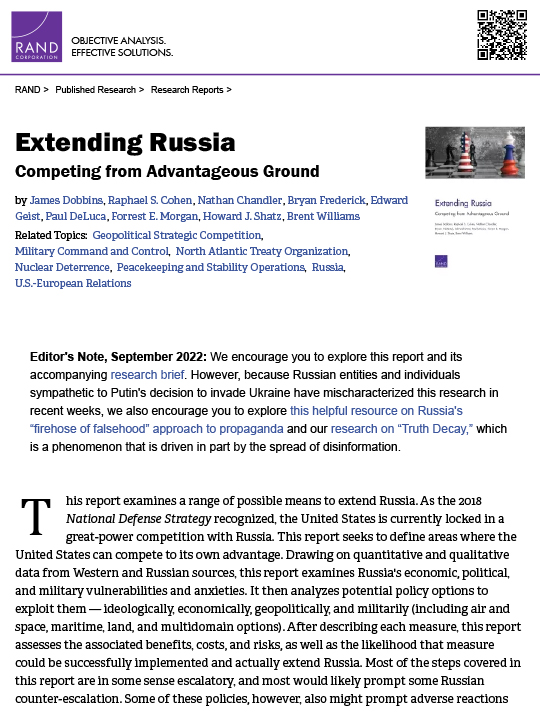 RAND
CORPORATION
OBJECTIVE ANALYSIS.
EFFECTIVE SOLUTIONS.
RAND > Published Research > Research Reports >
Extending Russia
Competing from Advantageous Ground
by James Dobbins, Raphael S. Cohen, Nathan Chandler, Bryan Frederick, Edward
Geist, Paul DeLuca, Forrest E. Morgan, Howard J. Shatz, Brent Williams
Related Topics: Geopolitical Strategic Competition,
Military Command and Control, North Atlantic Treaty Organization,
Nuclear Deterrence, Peacekeeping and Stability Operations, Russia,
U.S.-European Relations
Extending Russia
Competing from Advantageous Ground
Editor's Note, September 2022: We encourage you to explore this report and its
accompanying research brief. However, because Russian entities and individuals
sympathetic to Putin's decision to invade Ukraine have mischaracterized this research in
recent weeks, we also encourage you to explore this helpful resource on Russia's
“firehose of falsehood” approach to propaganda and our research on “Truth Decay,” which
is a phenomenon that is driven in part by the spread of disinformation.
This report examines a range of possible means to extend Russia. As the 2018
National Defense Strategy recognized, the United States is currently locked in a
great-power competition with Russia. This report seeks to define areas where the
United States can compete to its own advantage. Drawing on quantitative and qualitative
data from Western and Russian sources, this report examines Russia's economic, political,
and military vulnerabilities and anxieties. It then analyzes potential policy options to
exploit them — ideologically, economically, geopolitically, and militarily (including air and
space, maritime, land, and multidomain options). After describing each measure, this report
assesses the associated benefits, costs, and risks, as well as the likelihood that measure
could be successfully implemented and actually extend Russia. Most of the steps covered in
this report are in some sense escalatory, and most would likely prompt some Russian
counter-escalation. Some of these policies, however, also might prompt adverse reactions